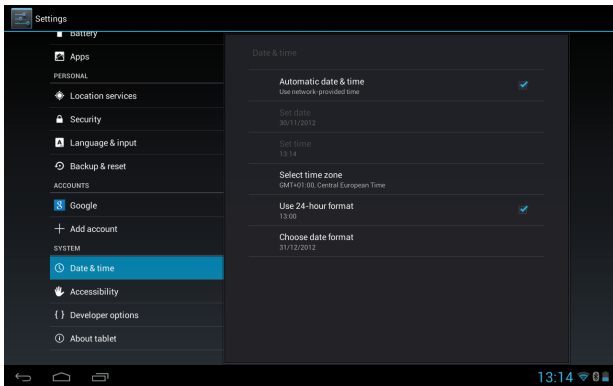 Settings
Battery
Apps
PERSONAL
Location services
Security
Language & input
Backup & reset
ACCOUNTS
Google
Add account
SYSTEM
Date & time
Accessibility
Developer options
About tablet
Date & time
Automatic date & time
Use network-provided time
Set date
30/11/2012
Set time
13:14
Select time zone
GMT+01:00, Central European Time
Use 24-hour format
13:00
Choose date format
31/12/2012
13:14